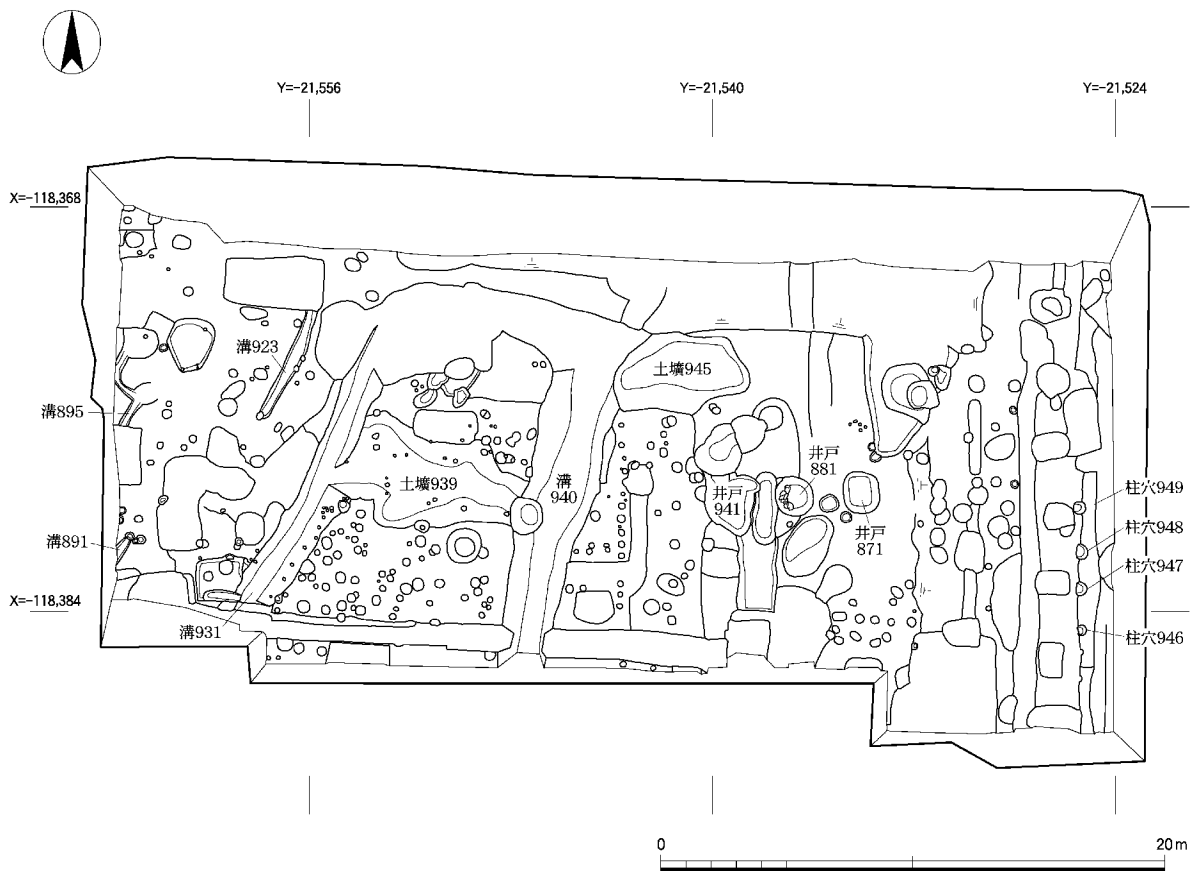 Y=-21,556
Y=-21,540
Y=-21,524
X=-118,368
溝923
土壙945
溝895
井戸
881
土壙939
溝
940
井戸
941
柱穴949
井戸
871
柱穴948
溝891
柱穴947
X=-118,384
溝931
柱穴946
0
20m